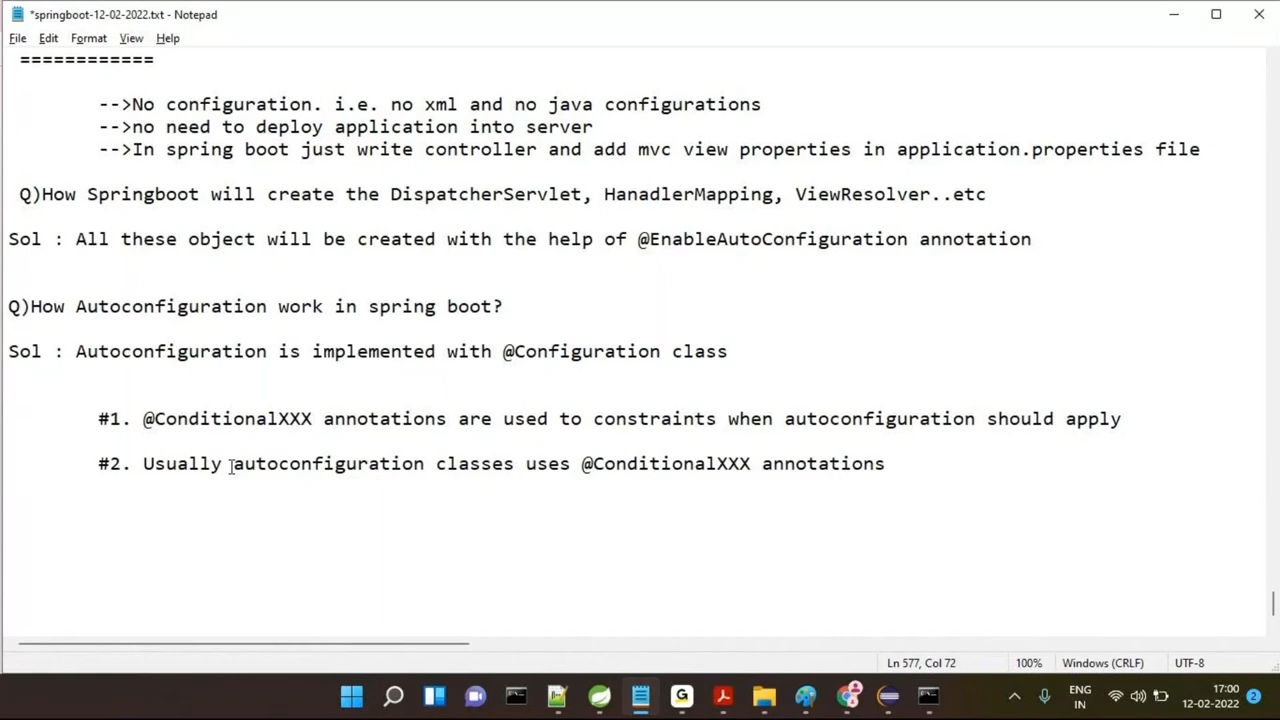 *springboot-12-02-2022.txt - Notepad
File Edit Format View Help
============
-->No configuration. i.e. no xml and no java configurations
-->no need to deploy application into server
-->In spring boot just write controller and add mvc view properties in application.properties file
Q)How Springboot will create the DispatcherServlet, HanadlerMapping, ViewResolver..etc
Sol : All these object will be created with the help of @EnableAutoConfiguration annotation
Q)How Autoconfiguration work in spring boot?
Sol : Autoconfiguration is implemented with @Configuration class
#1. @ConditionalXXX annotations are used to constraints when autoconfiguration should apply
#2. Usually autoconfiguration classes uses @ConditionalXXX annotations
Ln 577, Col 72 100% Windows (CRLF) UTF-8
ENG IN 17:00 12-02-2022 2